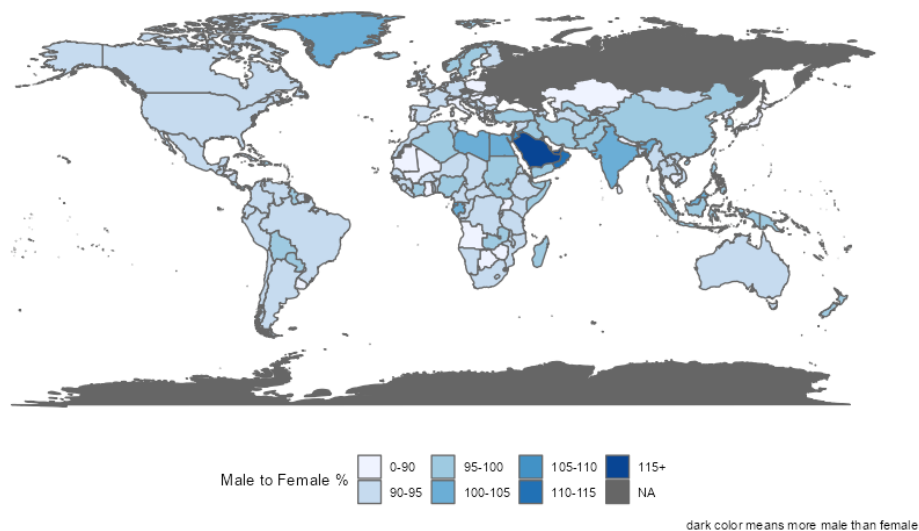 Male to Female %
0-90
95-100
105-110
115+
90-95
100-105
110-115
NA
dark color means more male than female